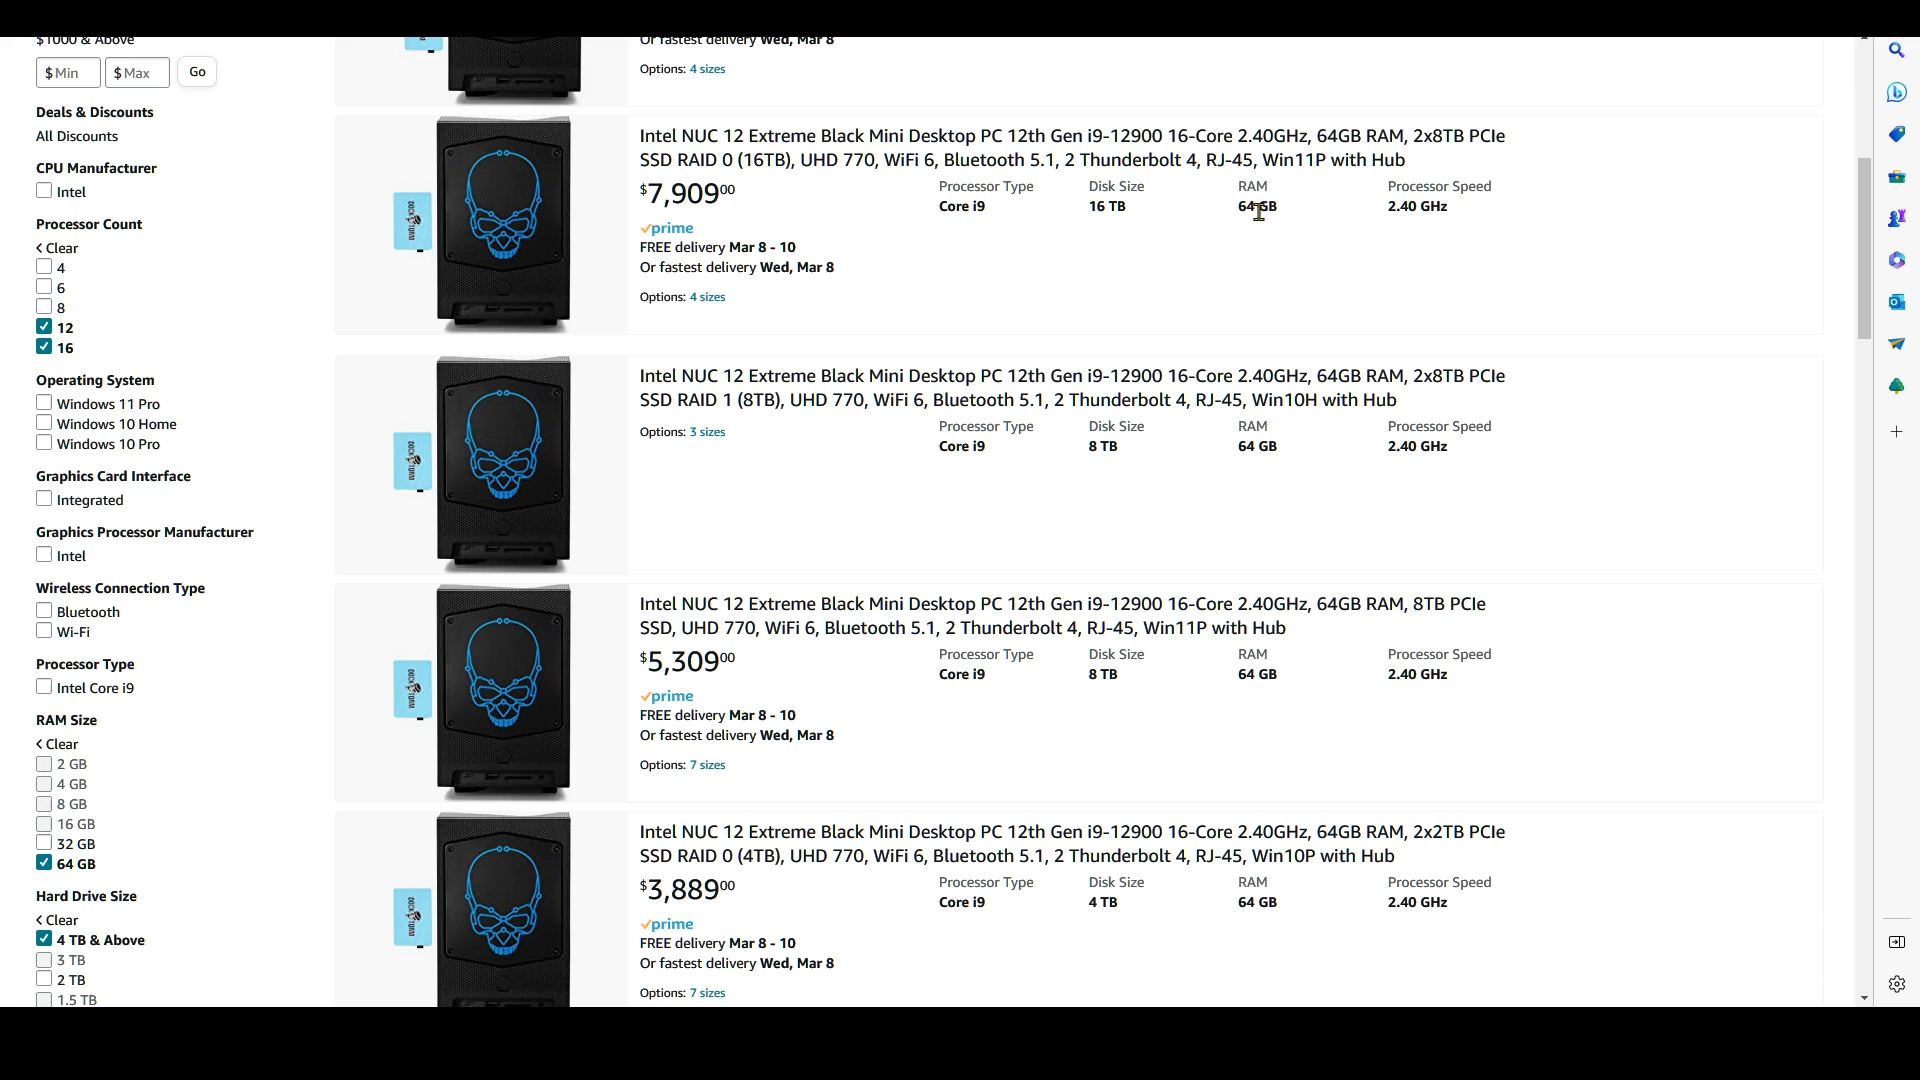 $1000 & Above
$ Min
$ Max
Go
Deals & Discounts
All Discounts
CPU Manufacturer
Intel
Processor Count
Clear
4
6
8
12
16
Operating System
Windows 11 Pro
Windows 10 Home
Windows 10 Pro
Graphics Card Interface
Integrated
Graphics Processor Manufacturer
Intel
Wireless Connection Type
Bluetooth
Wi-Fi
Processor Type
Intel Core i9
RAM Size
Clear
2 GB
4 GB
8 GB
16 GB
32 GB
64 GB
Hard Drive Size
Clear
4 TB & Above
3 TB
2 TB
1.5 TB
Or fastest delivery Wed, Mar 8
Options: 4 sizes
Intel NUC 12 Extreme Black Mini Desktop PC 12th Gen i9-12900 16-Core 2.40GHz, 64GB RAM, 2x8TB PCIe
SSD RAID 0 (16TB), UHD 770, WiFi 6, Bluetooth 5.1, 2 Thunderbolt 4, RJ-45, Win11P with Hub
$7,90900
Processor Type Disk Size RAM Processor Speed
Core i9 16 TB 64 GB 2.40 GHz
prime
FREE delivery Mar 8 - 10
Or fastest delivery Wed, Mar 8
Options: 4 sizes
Intel NUC 12 Extreme Black Mini Desktop PC 12th Gen i9-12900 16-Core 2.40GHz, 64GB RAM, 2x8TB PCIe
SSD RAID 1 (8TB), UHD 770, WiFi 6, Bluetooth 5.1, 2 Thunderbolt 4, RJ-45, Win10H with Hub
Options: 3 sizes
Processor Type Disk Size RAM Processor Speed
Core i9 8 TB 64 GB 2.40 GHz
Intel NUC 12 Extreme Black Mini Desktop PC 12th Gen i9-12900 16-Core 2.40GHz, 64GB RAM, 8TB PCIe
SSD, UHD 770, WiFi 6, Bluetooth 5.1, 2 Thunderbolt 4, RJ-45, Win11P with Hub
$5,30900
Processor Type Disk Size RAM Processor Speed
Core i9 8 TB 64 GB 2.40 GHz
prime
FREE delivery Mar 8 - 10
Or fastest delivery Wed, Mar 8
Options: 7 sizes
Intel NUC 12 Extreme Black Mini Desktop PC 12th Gen i9-12900 16-Core 2.40GHz, 64GB RAM, 2x2TB PCIe
SSD RAID 0 (4TB), UHD 770, WiFi 6, Bluetooth 5.1, 2 Thunderbolt 4, RJ-45, Win10P with Hub
$3,88900
Processor Type Disk Size RAM Processor Speed
Core i9 4 TB 64 GB 2.40 GHz
prime
FREE delivery Mar 8 - 10
Or fastest delivery Wed, Mar 8
Options: 7 sizes